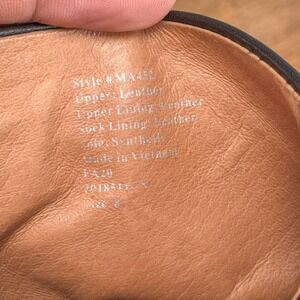 Style # MA452
Upper: Leather
Upper Lining: Leather
Sock Lining: Leather
Sole: Synthetic
Made in Vietnam
FA20
Size: 8